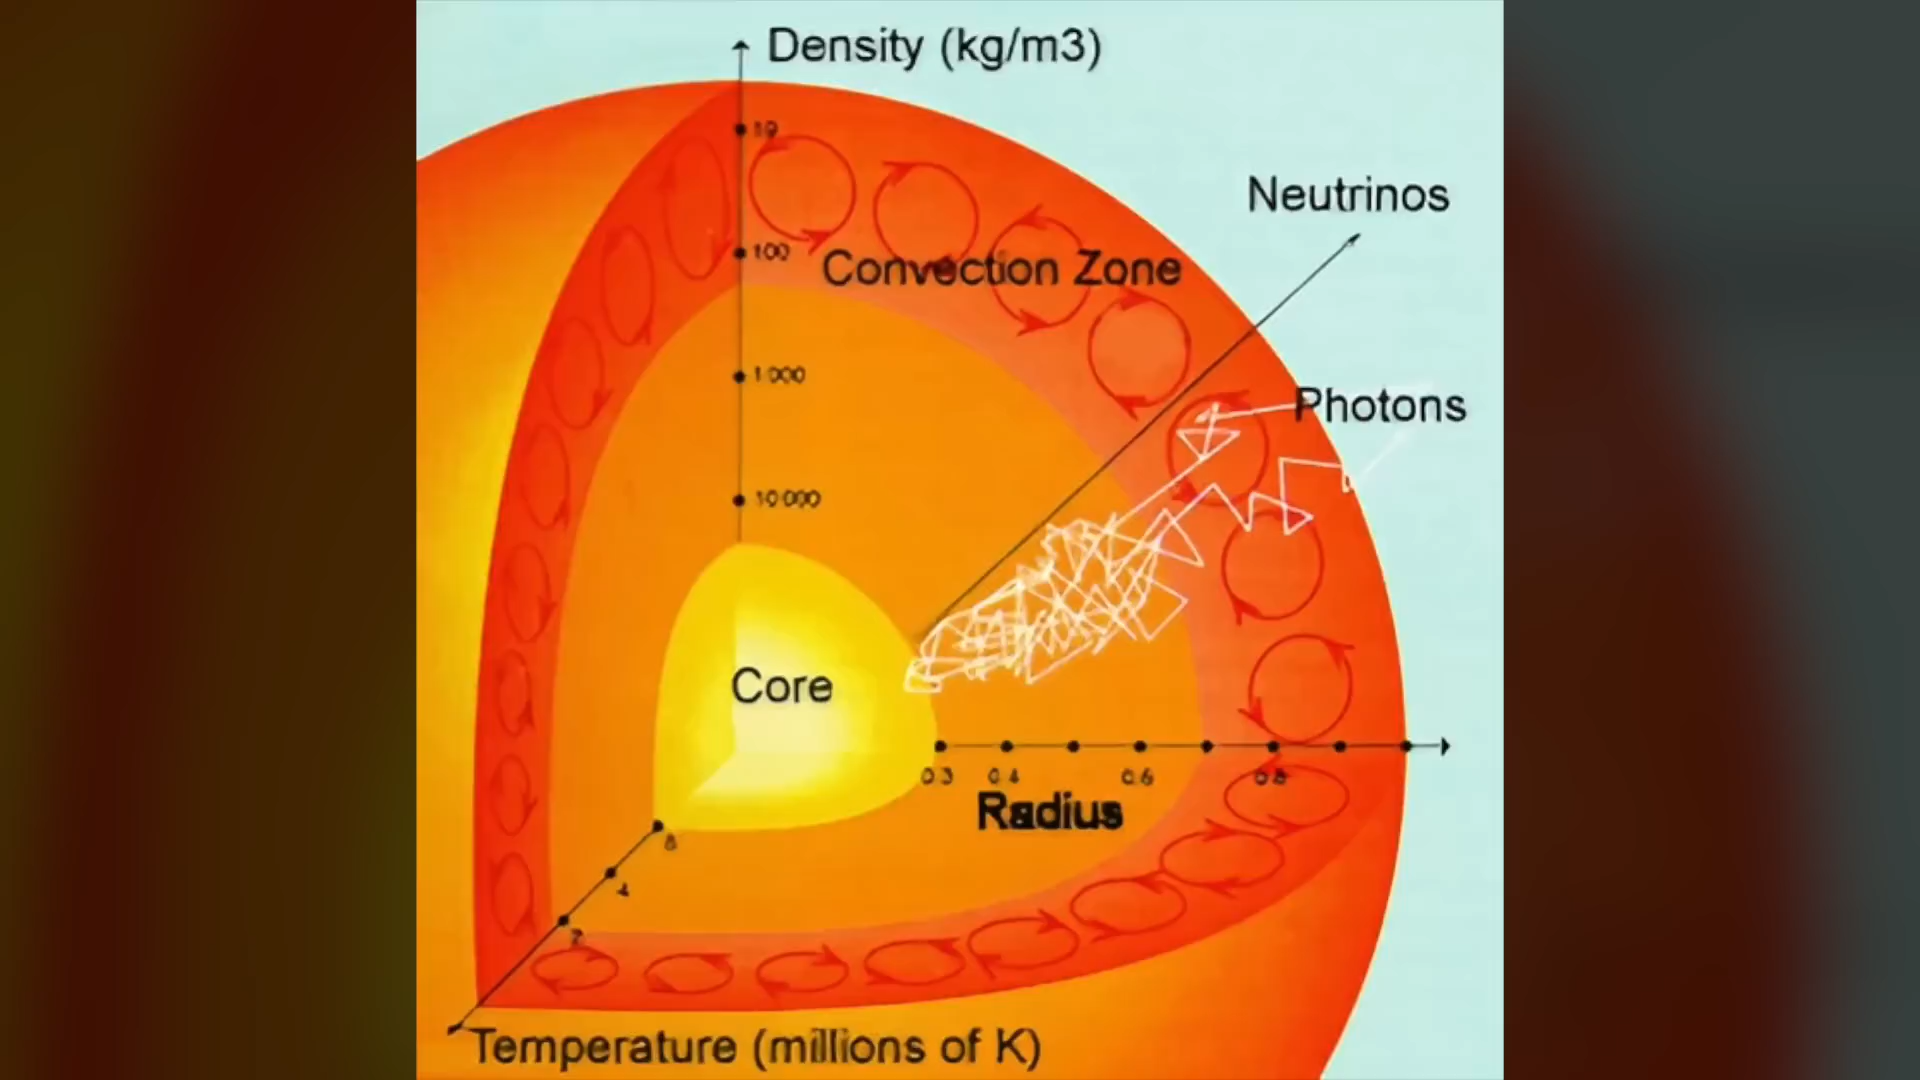 Density (kg/m3)
10
100
Convection Zone
Neutrinos
1 000
Photons
10 000
Core
0.3 0.4 0.6 0.8
Radius
4
2
Temperature (millions of K)